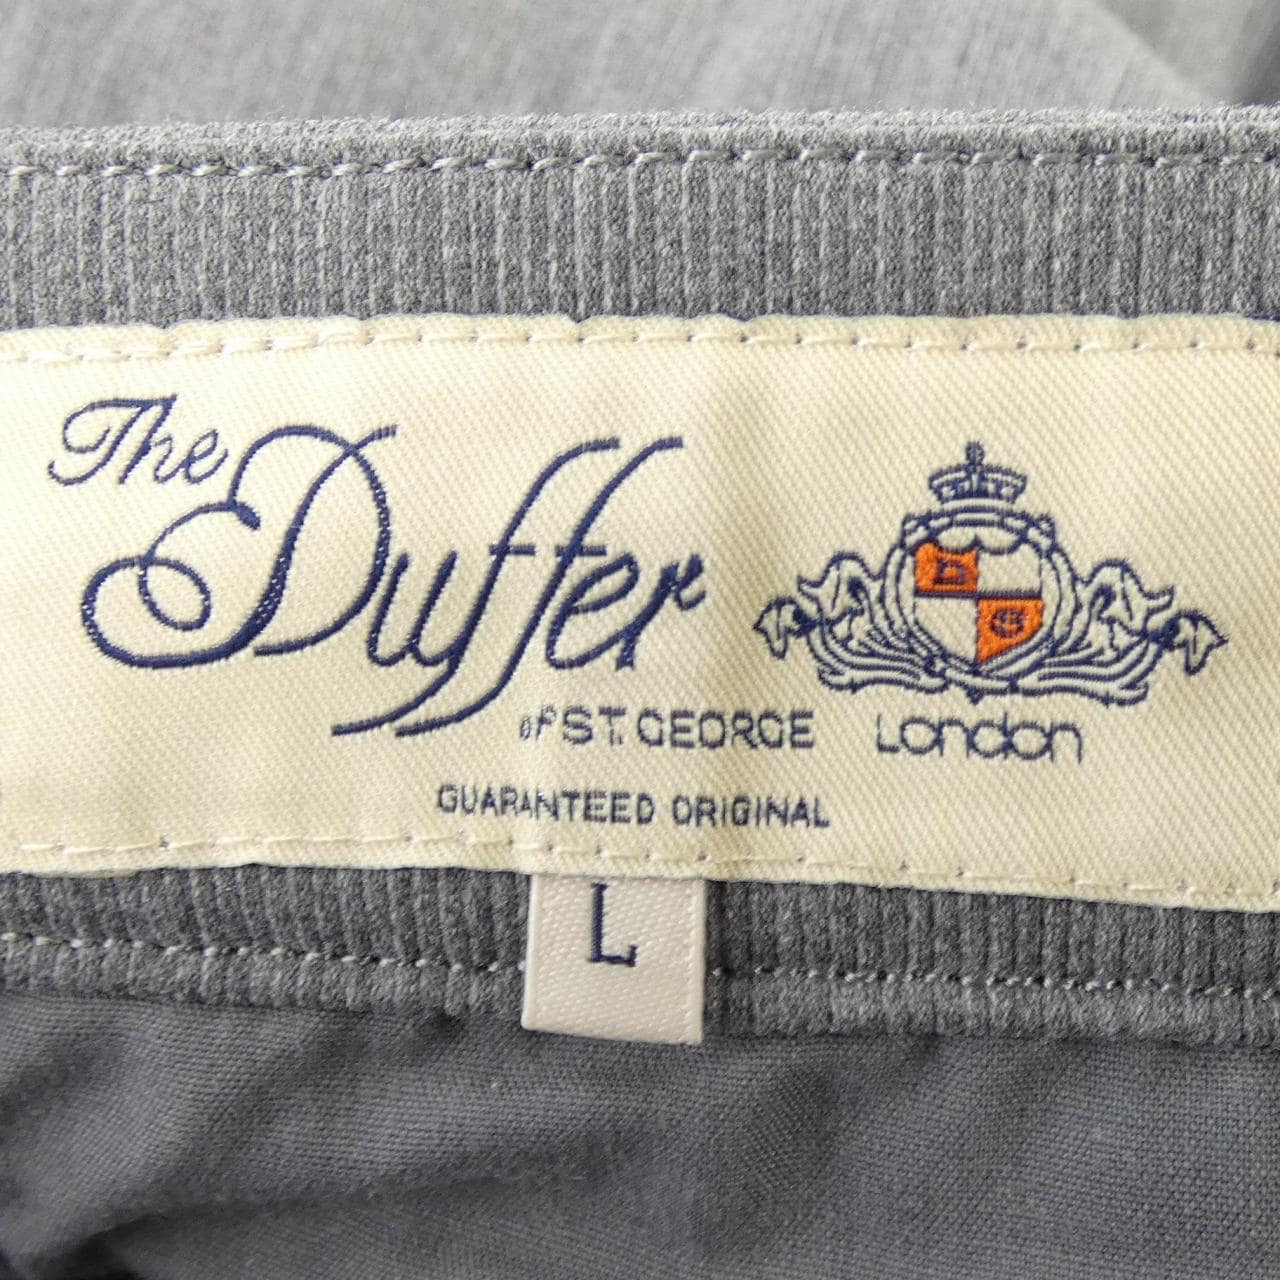 The
Duffer
OF ST. GEORGE
D
S
London
GUARANTEED ORIGINAL
L